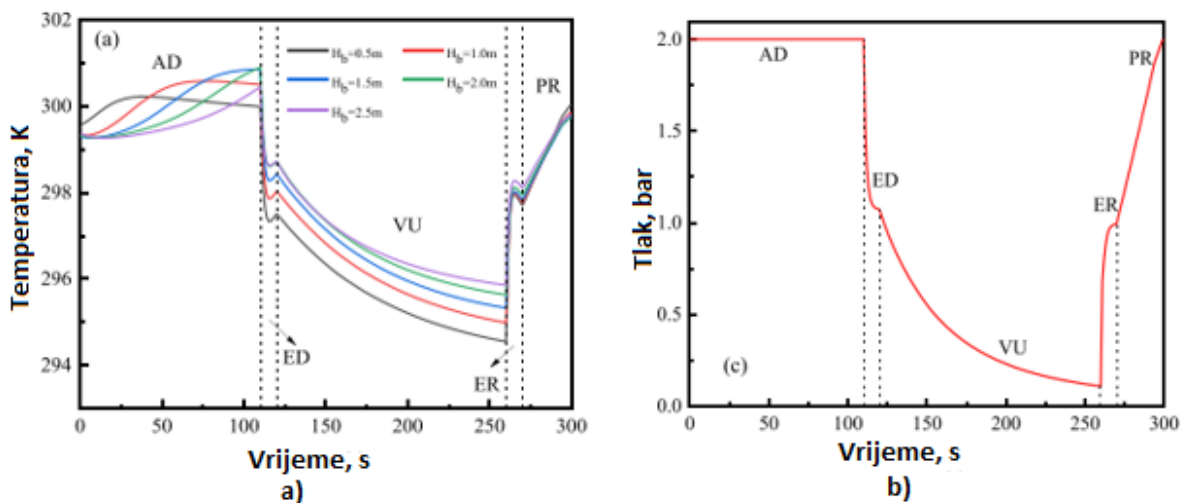 302
(a)
AD
H_b=0.5m H_b=1.0m
H_b=1.5m H_b=2.0m
H_b=2.5m
PR
300
298
VU
296
294
ED
ER
Temperatura, K
0 50 100 150 200 250 300
Vrijeme, s
a)
2.0
AD
PR
1.5
ED
ER
1.0
Tlak, bar
0.5
VU
(c)
0.0
0 50 100 150 200 250 300
Vrijeme, s
b)